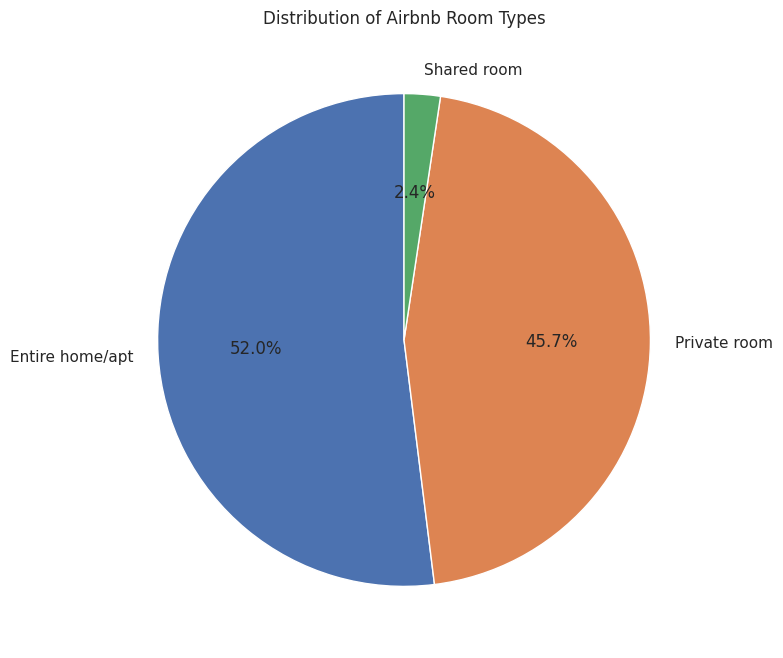 Distribution of Airbnb Room Types
Shared room
2.4%
45.7%
Private room
52.0%
Entire home/apt